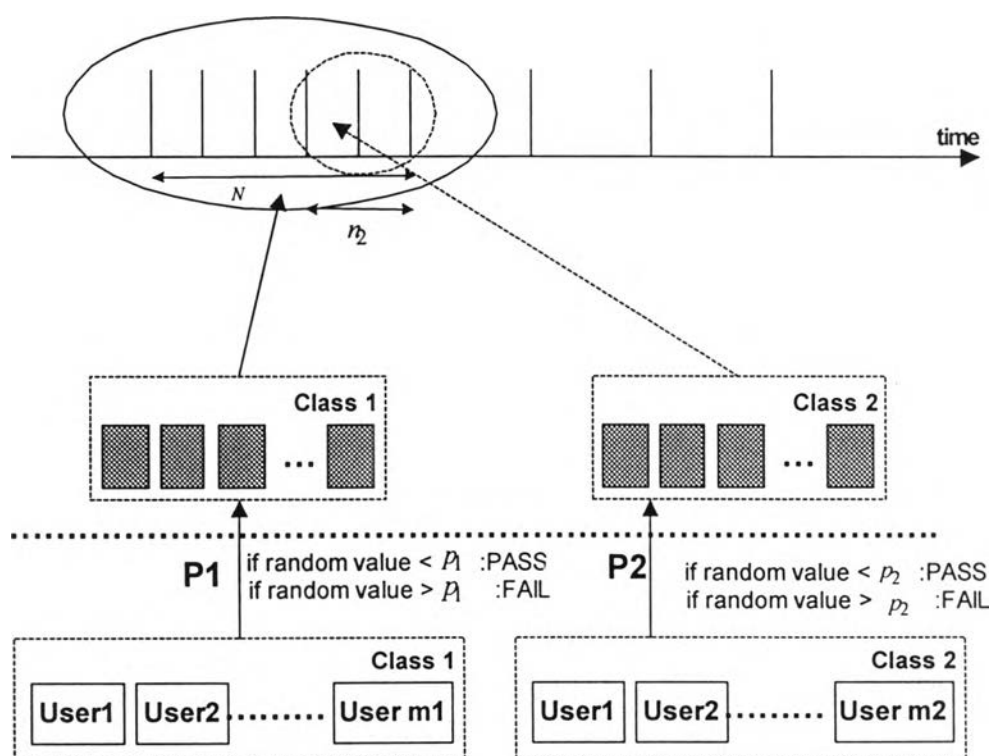 time
N
n2
Class 1
...
Class 2
...
P1
if random value < p1 :PASS
if random value > p1 :FAIL
P2
if random value < p2 :PASS
if random value > p2 :FAIL
Class 1
User1
User2
........
User m1
Class 2
User1
User2
.........
User m2